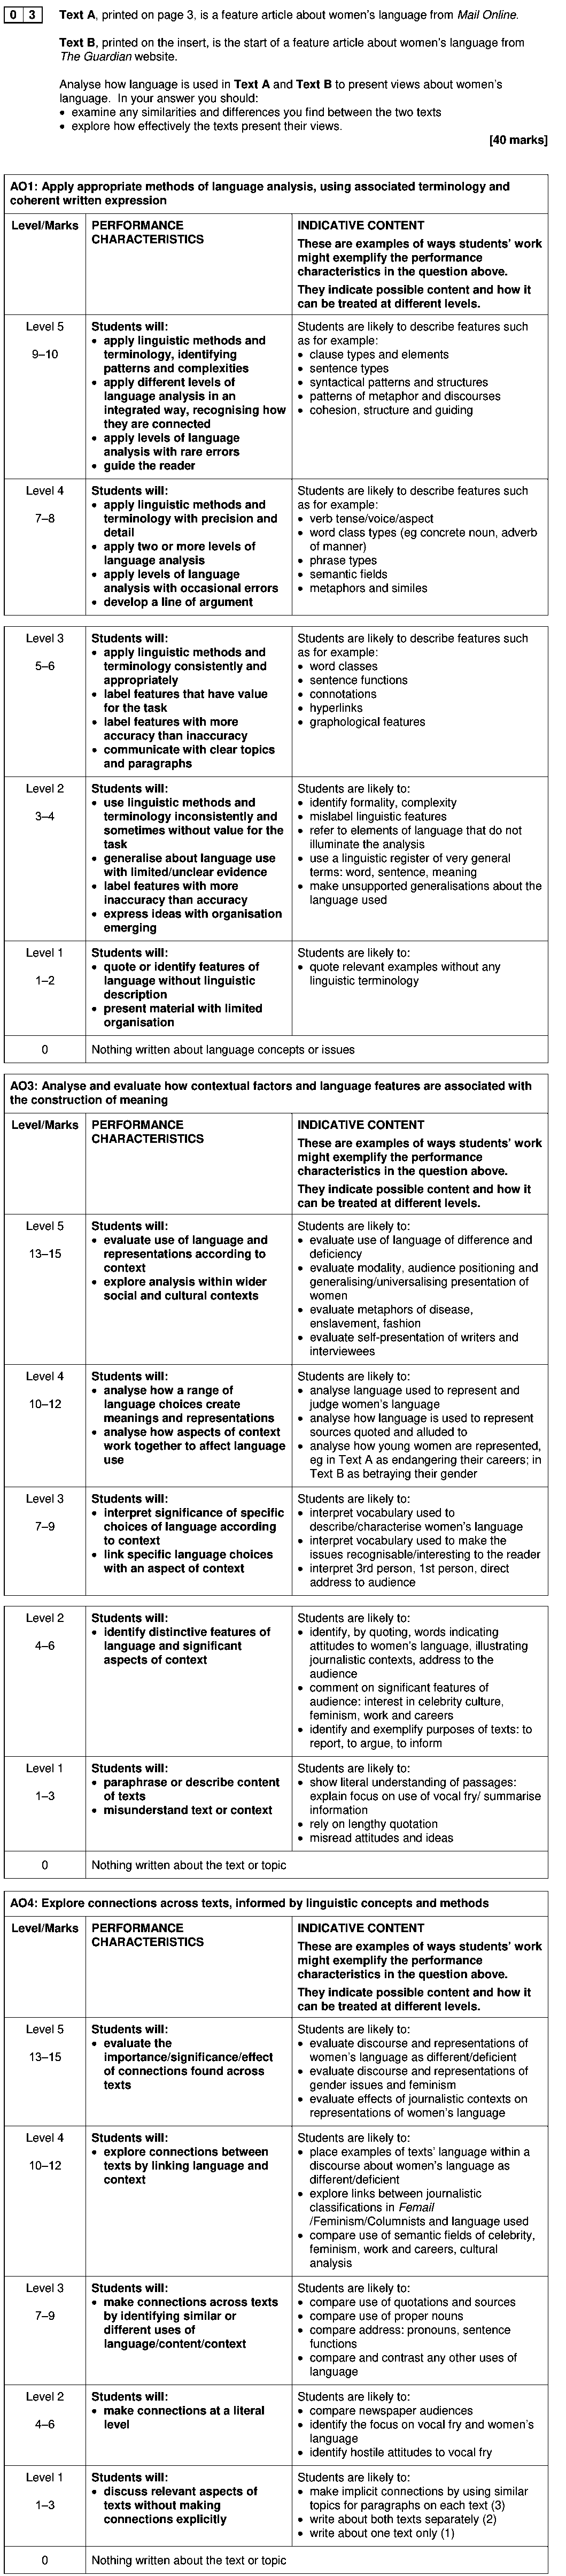 0 3
Text A, printed on page 3, is a feature article about women's language from Mail Online.
Text B, printed on the insert, is the start of a feature article about women's language from
The Guardian website.
Analyse how language is used in Text A and Text B to present views about women's
language. In your answer you should:
• examine any similarities and differences you find between the two texts
• explore how effectively the texts present their views.
[40 marks]
AO1: Apply appropriate methods of language analysis, using associated terminology and
coherent written expression
Level/Marks
PERFORMANCE
CHARACTERISTICS
INDICATIVE CONTENT
These are examples of ways students' work
might exemplify the performance
characteristics in the question above.
They indicate possible content and how it
can be treated at different levels.
Level 5
9–10
Students will:
• apply linguistic methods and
terminology, identifying
patterns and complexities
• apply different levels of
language analysis in an
integrated way, recognising how
they are connected
• apply levels of language
analysis with rare errors
• guide the reader
Students are likely to describe features such
as for example:
• clause types and elements
• sentence types
• syntactical patterns and structures
• patterns of metaphor and discourses
• cohesion, structure and guiding
Level 4
7–8
Students will:
• apply linguistic methods and
terminology with precision and
detail
• apply two or more levels of
language analysis
• apply levels of language
analysis with occasional errors
• develop a line of argument
Students are likely to describe features such
as for example:
• verb tense/voice/aspect
• word class types (eg concrete noun, adverb
of manner)
• phrase types
• semantic fields
• metaphors and similes
Level 3
5–6
Students will:
• apply linguistic methods and
terminology consistently and
appropriately
• label features that have value
for the task
• label features with more
accuracy than inaccuracy
• communicate with clear topics
and paragraphs
Students are likely to describe features such
as for example:
• word classes
• sentence functions
• connotations
• hyperlinks
• graphological features
Level 2
3–4
Students will:
• use linguistic methods and
terminology inconsistently and
sometimes without value for the
task
• generalise about language use
with limited/unclear evidence
• label features with more
inaccuracy than accuracy
• express ideas with organisation
emerging
Students are likely to:
• identify formality, complexity
• mislabel linguistic features
• refer to elements of language that do not
illuminate the analysis
• use a linguistic register of very general
terms: word, sentence, meaning
• make unsupported generalisations about the
language used
Level 1
1–2
Students will:
• quote or identify features of
language without linguistic
description
• present material with limited
organisation
Students are likely to:
• quote relevant examples without any
linguistic terminology
0
Nothing written about language concepts or issues
AO3: Analyse and evaluate how contextual factors and language features are associated with
the construction of meaning
Level/Marks
PERFORMANCE
CHARACTERISTICS
INDICATIVE CONTENT
These are examples of ways students' work
might exemplify the performance
characteristics in the question above.
They indicate possible content and how it
can be treated at different levels.
Level 5
13–15
Students will:
• evaluate use of language and
representations according to
context
• explore analysis within wider
social and cultural contexts
Students are likely to:
• evaluate use of language of difference and
deficiency
• evaluate modality, audience positioning and
generalising/universalising presentation of
women
• evaluate metaphors of disease,
enslavement, fashion
• evaluate self-presentation of writers and
interviewees
Level 4
10–12
Students will:
• analyse how a range of
language choices create
meanings and representations
• analyse how aspects of context
work together to affect language
use
Students are likely to:
• analyse language used to represent and
judge women's language
• analyse how language is used to represent
sources quoted and alluded to
• analyse how young women are represented,
eg in Text A as endangering their careers; in
Text B as betraying their gender
Level 3
7–9
Students will:
• interpret significance of specific
choices of language according
to context
• link specific language choices
with an aspect of context
Students are likely to:
• interpret vocabulary used to
describe/characterise women's language
• interpret vocabulary used to make the
issues recognisable/interesting to the reader
• interpret 3rd person, 1st person, direct
address to audience
Level 2
4–6
Students will:
• identify distinctive features of
language and significant
aspects of context
Students are likely to:
• identify, by quoting, words indicating
attitudes to women's language, illustrating
journalistic contexts, address to the
audience
• comment on significant features of
audience: interest in celebrity culture,
feminism, work and careers
• identify and exemplify purposes of texts: to
report, to argue, to inform
Level 1
1–3
Students will:
• paraphrase or describe content
of texts
• misunderstand text or context
Students are likely to:
• show literal understanding of passages:
explain focus on use of vocal fry/ summarise
information
• rely on lengthy quotation
• misread attitudes and ideas
0
Nothing written about the text or topic
AO4: Explore connections across texts, informed by linguistic concepts and methods
Level/Marks
PERFORMANCE
CHARACTERISTICS
INDICATIVE CONTENT
These are examples of ways students' work
might exemplify the performance
characteristics in the question above.
They indicate possible content and how it
can be treated at different levels.
Level 5
13–15
Students will:
• evaluate the
importance/significance/effect
of connections found across
texts
Students are likely to:
• evaluate discourse and representations of
women's language as different/deficient
• evaluate discourse and representations of
gender issues and feminism
• evaluate effects of journalistic contexts on
representations of women's language
Level 4
10–12
Students will:
• explore connections between
texts by linking language and
context
Students are likely to:
• place examples of texts' language within a
discourse about women's language as
different/deficient
• explore links between journalistic
classifications in Femail
/Feminism/Columnists and language used
• compare use of semantic fields of celebrity,
feminism, work and careers, cultural
analysis
Level 3
7–9
Students will:
• make connections across texts
by identifying similar or
different uses of
language/content/context
Students are likely to:
• compare use of quotations and sources
• compare use of proper nouns
• compare address: pronouns, sentence
functions
• compare and contrast any other uses of
language
Level 2
4–6
Students will:
• make connections at a literal
level
Students are likely to:
• compare newspaper audiences
• identify the focus on vocal fry and women's
language
• identify hostile attitudes to vocal fry
Level 1
1–3
Students will:
• discuss relevant aspects of
texts without making
connections explicitly
Students are likely to:
• make implicit connections by using similar
topics for paragraphs on each text (3)
• write about both texts separately (2)
• write about one text only (1)
0
Nothing written about the text or topic